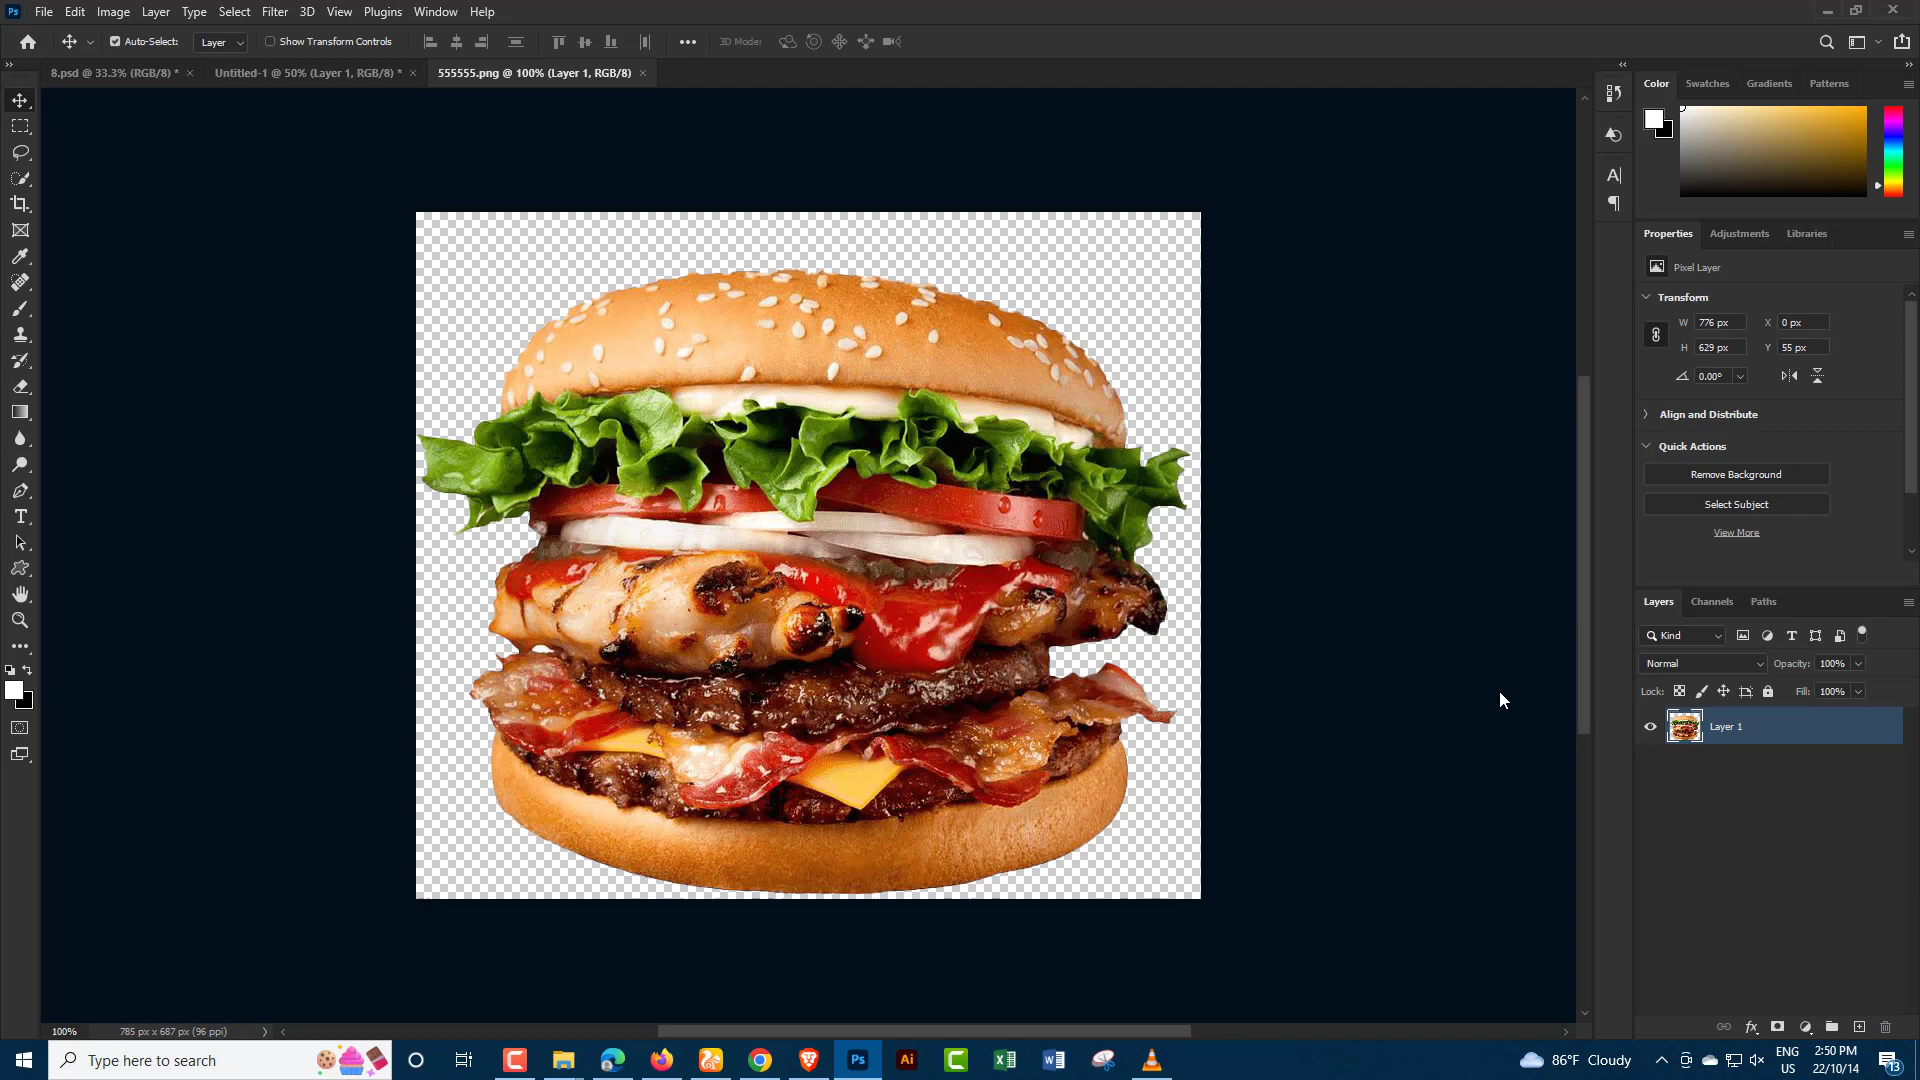 Ps File Edit Image Layer Type Select Filter 3D View Plugins Window Help
Auto-Select: Layer Show Transform Controls 3D Mode:
8.psd @ 33.3% (RGB/8) * Untitled-1 @ 50% (Layer 1, RGB/8) * 555555.png @ 100% (Layer 1, RGB/8)
Color Swatches Gradients Patterns
Properties Adjustments Libraries
Pixel Layer
Transform
W 776 px X 0 px
H 629 px Y 55 px
0.00°
Align and Distribute
Quick Actions
Remove Background
Select Subject
View More
Layers Channels Paths
Kind
Normal Opacity: 100%
Lock: Fill: 100%
Layer 1
100% 785 px x 687 px (96 ppi)
Type here to search
Ps Ai
86°F Cloudy
ENG
US
2:50 PM
22/10/14
13